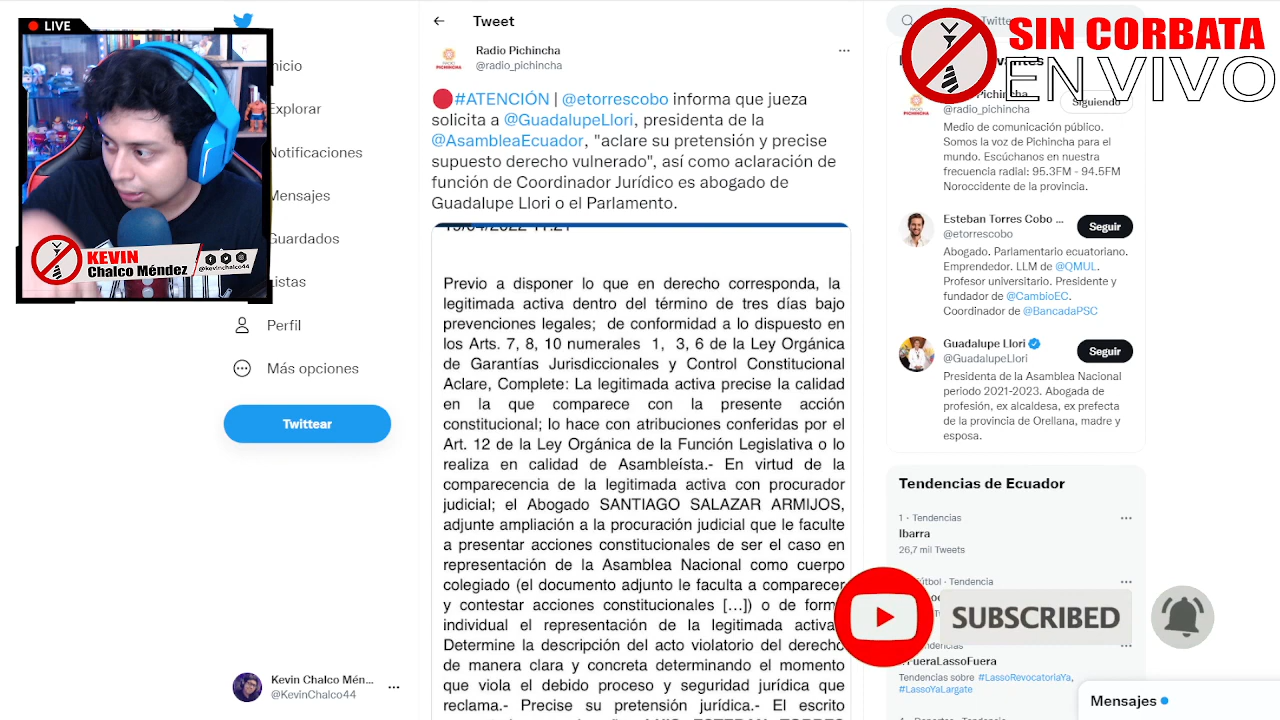 LIVE
Inicio
Explorar
Notificaciones
Mensajes
Guardados
Listas
Perfil
Más opciones
Twittear
KEVIN
Chalco Méndez
@kevinchalco44
Kevin Chalco Mén...
@KevinChalco44
Tweet
Radio Pichincha
@radio_pichincha
#ATENCIÓN | @etorrescobo informa que jueza
solicita a @GuadalupeLlori, presidenta de la
@AsambleaEcuador, "aclare su pretensión y precise
supuesto derecho vulnerado", así como aclaración de
función de Coordinador Jurídico es abogado de
Guadalupe Llori o el Parlamento.
Previo a disponer lo que en derecho corresponda, la
legitimada activa dentro del término de tres días bajo
prevenciones legales; de conformidad a lo dispuesto en
los Arts. 7, 8, 10 numerales 1, 3, 6 de la Ley Orgánica
de Garantías Jurisdiccionales y Control Constitucional
Aclare, Complete: La legitimada activa precise la calidad
en la que comparece con la presente acción
constitucional; lo hace con atribuciones conferidas por el
Art. 12 de la Ley Orgánica de la Función Legislativa o lo
realiza en calidad de Asambleísta.- En virtud de la
comparecencia de la legitimada activa con procurador
judicial; el Abogado SANTIAGO SALAZAR ARMIJOS,
adjunte ampliación a la procuración judicial que le faculte
a presentar acciones constitucionales de ser el caso en
representación de la Asamblea Nacional como cuerpo
colegiado (el documento adjunto le faculta a comparecer
y contestar acciones constitucionales [...]) o de forma
individual el representación de la legitimada activa.
Determine la descripción del acto violatorio del derecho
de manera clara y concreta determinando el momento
que viola el debido proceso y seguridad jurídica que
reclama.- Precise su pretensión jurídica.- El escrito
SIN CORBATA
EN VIVO
Radio Pichincha
@radio_pichincha
Siguiendo
Medio de comunicación público.
Somos la voz de Pichincha para el
mundo. Escúchanos en nuestra
frecuencia radial: 95.3FM - 94.5FM
Noroccidente de la provincia.
Esteban Torres Cobo ...
@etorrescobo
Seguir
Abogado. Parlamentario ecuatoriano.
Emprendedor. LLM de @QMUL.
Profesor universitario. Presidente y
fundador de @CambioEC.
Coordinador de @BancadaPSC
Guadalupe Llori
@GuadalupeLlori
Seguir
Presidenta de la Asamblea Nacional
periodo 2021-2023. Abogada de
profesión, ex alcaldesa, ex prefecta
de la provincia de Orellana, madre y
esposa.
Tendencias de Ecuador
1 · Tendencias
Ibarra
26,7 mil Tweets
Fútbol · Tendencia
SUBSCRIBED
Tendencias
#FueraLassoFuera
Tendencias sobre #LassoRevocatoriaYa,
#LassoYaLargate
Mensajes